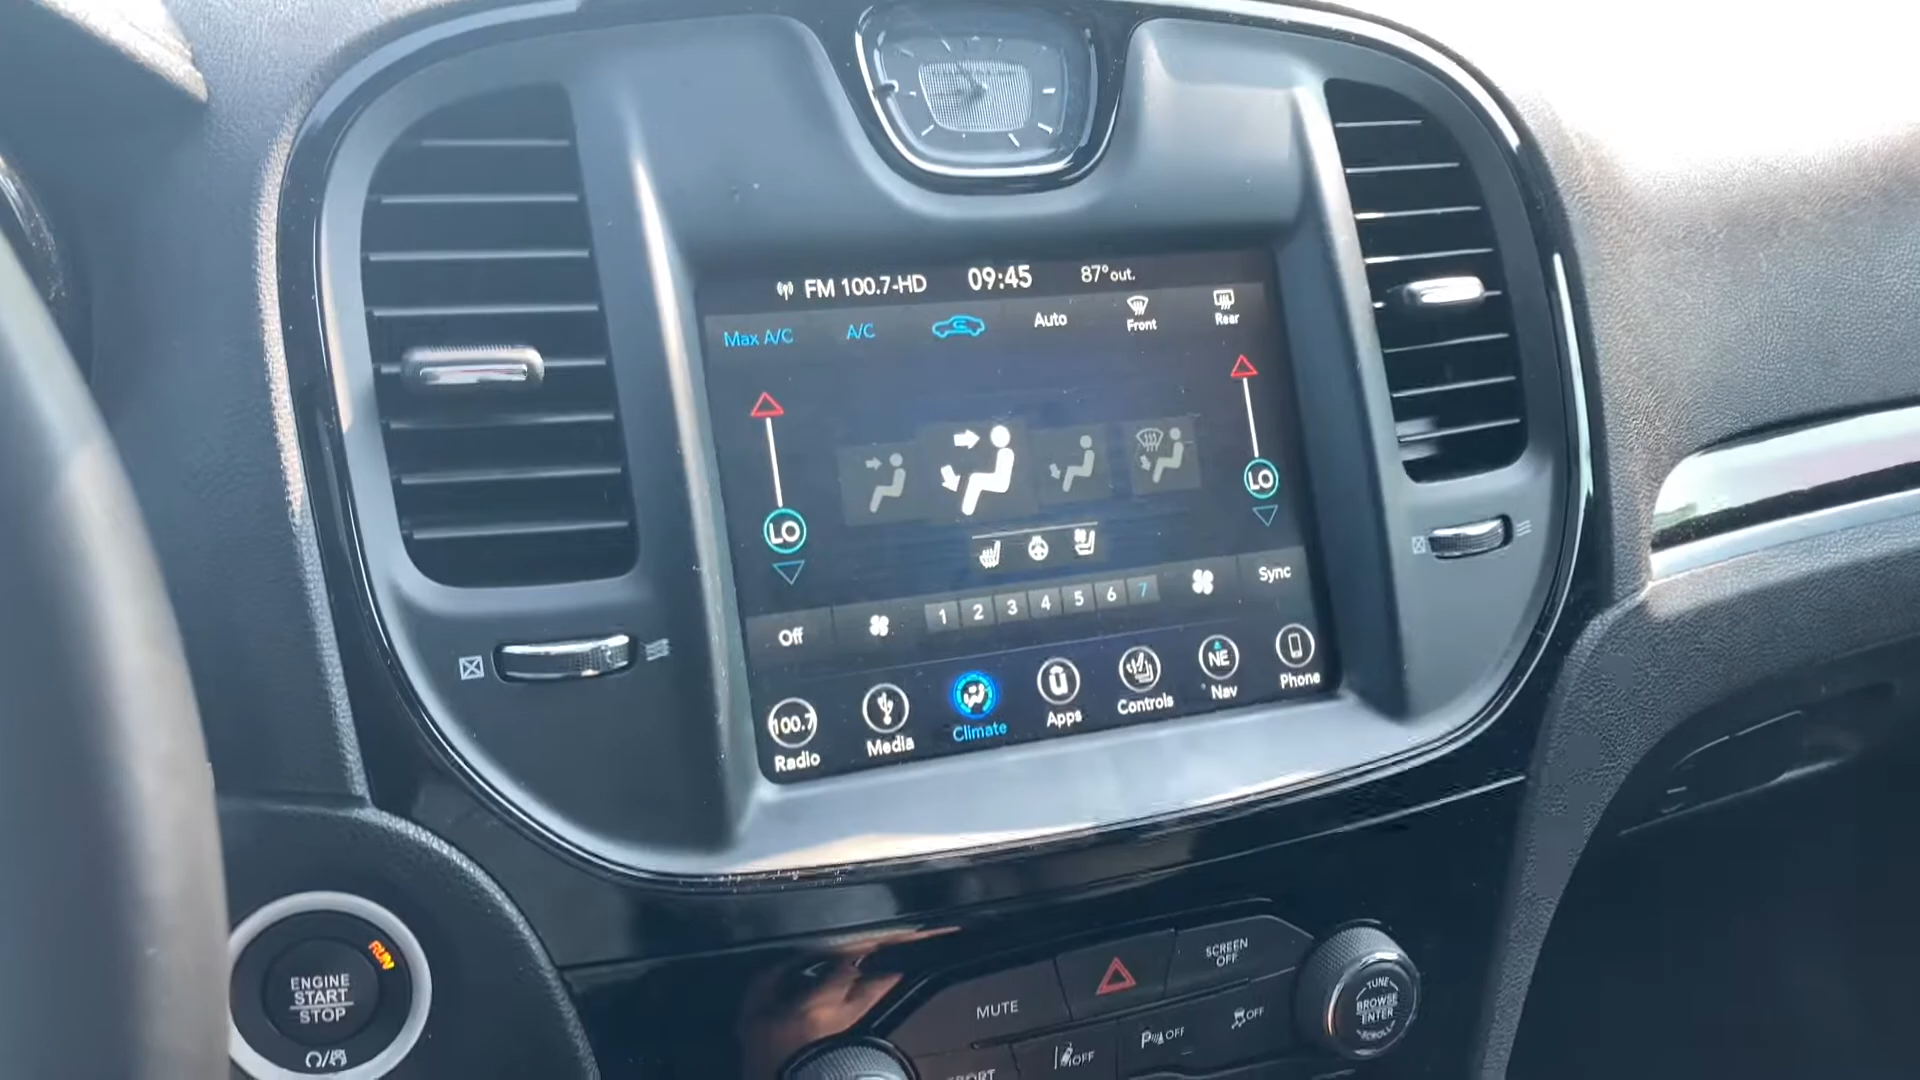 FM 100.7-HD 09:45 87°out.
Max A/C A/C Auto Front Rear
LO LO
Off 1 2 3 4 5 6 7 Sync
100.7 NE
Radio Media Climate Apps Controls Nav Phone
RUN
ENGINE
START
STOP
MUTE
SCREEN
OFF
OFF
P OFF
OFF
TUNE
BROWSE
ENTER
SCROLL